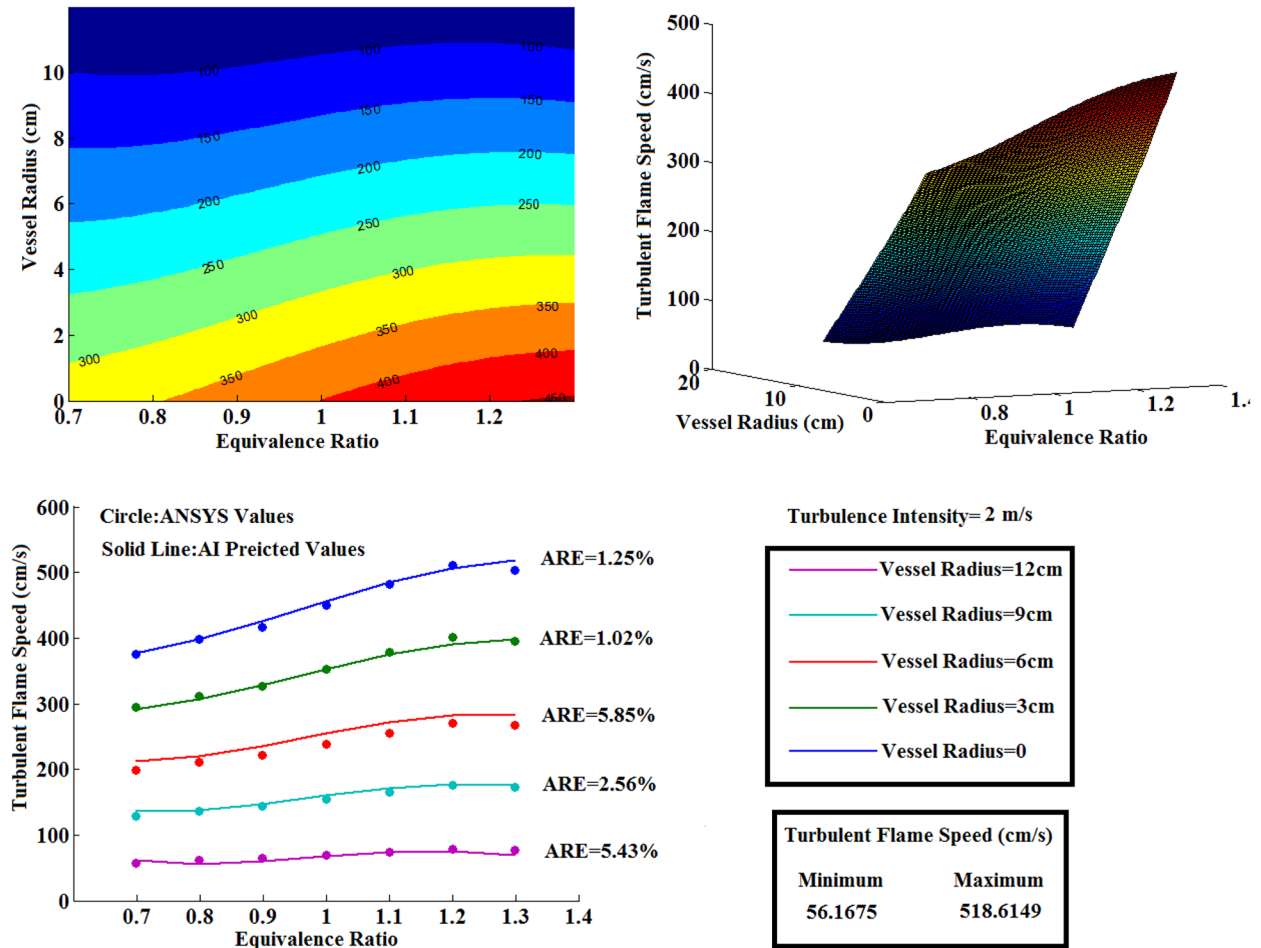 10
8
6
4
2
0
Vessel Radius (cm)
100
100
100
150
150
150
200
200
200
250
250
250
300
300
300
350
350
350
400
400
450
0.7
0.8
0.9
1
1.1
1.2
Equivalence Ratio
500
400
300
200
100
0
Turbulent Flame Speed (cm/s)
20
10
0
Vessel Radius (cm)
0.8
1
1.2
1.4
Equivalence Ratio
600
500
400
300
200
100
0
Turbulent Flame Speed (cm/s)
Circle:ANSYS Values
Solid Line:AI Preicted Values
ARE=1.25%
ARE=1.02%
ARE=5.85%
ARE=2.56%
ARE=5.43%
0.7
0.8
0.9
1
1.1
1.2
1.3
1.4
Equivalence Ratio
Turbulence Intensity= 2 m/s
Vessel Radius=12cm
Vessel Radius=9cm
Vessel Radius=6cm
Vessel Radius=3cm
Vessel Radius=0
Turbulent Flame Speed (cm/s)
Minimum Maximum
56.1675 518.6149